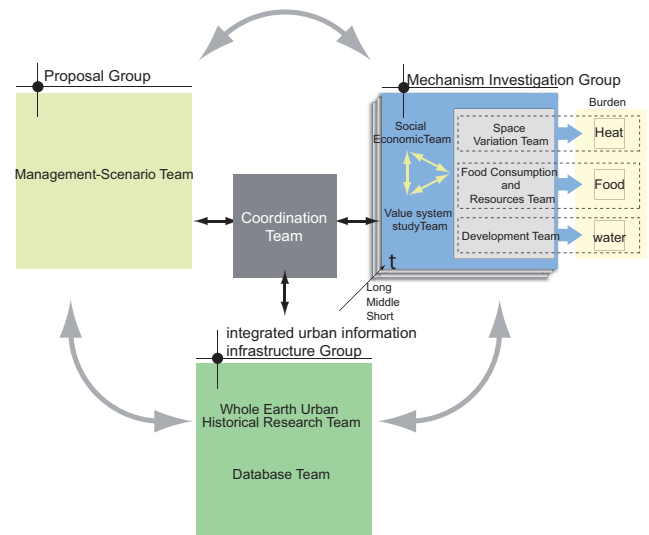 Proposal Group
Management-Scenario Team
Mechanism Investigation Group
Social
EconomicTeam
Value system
studyTeam
Space
Variation Team
Food Consumption
and
Resources Team
Development Team
Burden
Heat
Food
water
t
Long
Middle
Short
Coordination
Team
integrated urban information
infrastructure Group
Whole Earth Urban
Historical Research Team
Database Team